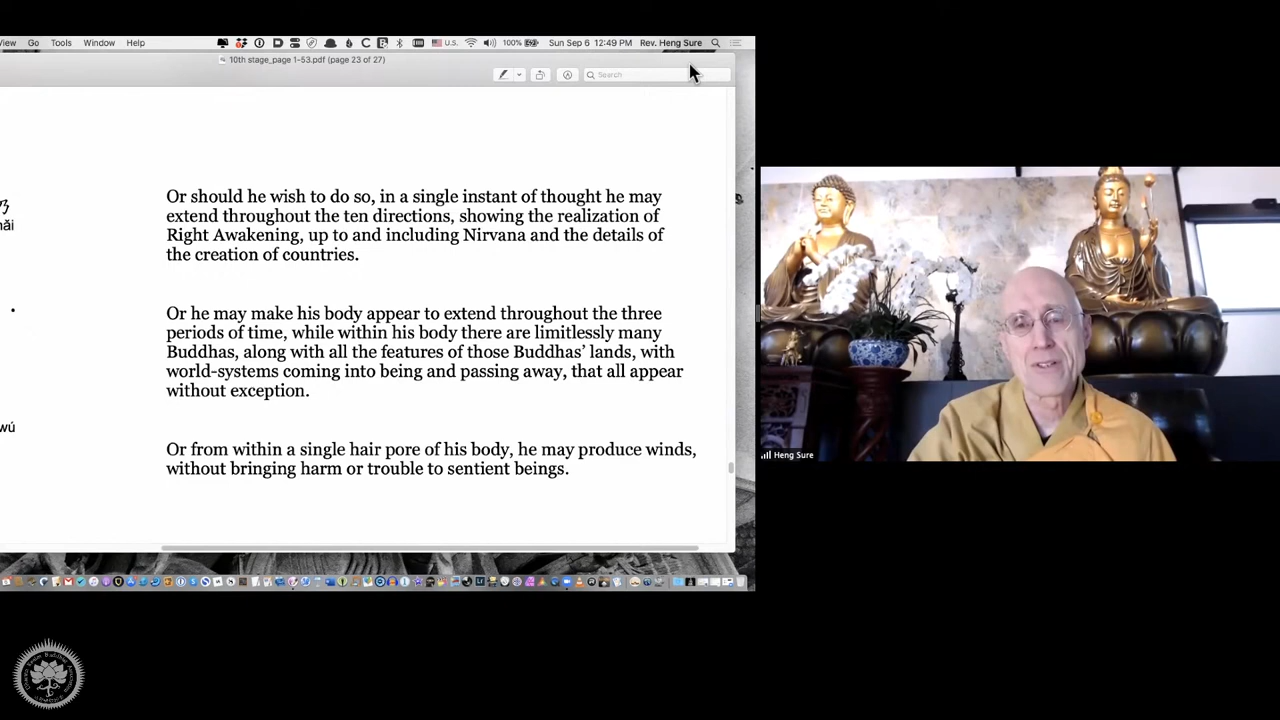 View Go Tools Window Help U.S. 100% Sun Sep 6 12:49 PM Rev. Heng Sure
10th stage_page 1-53.pdf (page 23 of 27)
Search
Or should he wish to do so, in a single instant of thought he may
extend throughout the ten directions, showing the realization of
Right Awakening, up to and including Nirvana and the details of
the creation of countries.
Or he may make his body appear to extend throughout the three
periods of time, while within his body there are limitlessly many
Buddhas, along with all the features of those Buddhas’ lands, with
world-systems coming into being and passing away, that all appear
without exception.
Or from within a single hair pore of his body, he may produce winds,
without bringing harm or trouble to sentient beings.
wú
Heng Sure